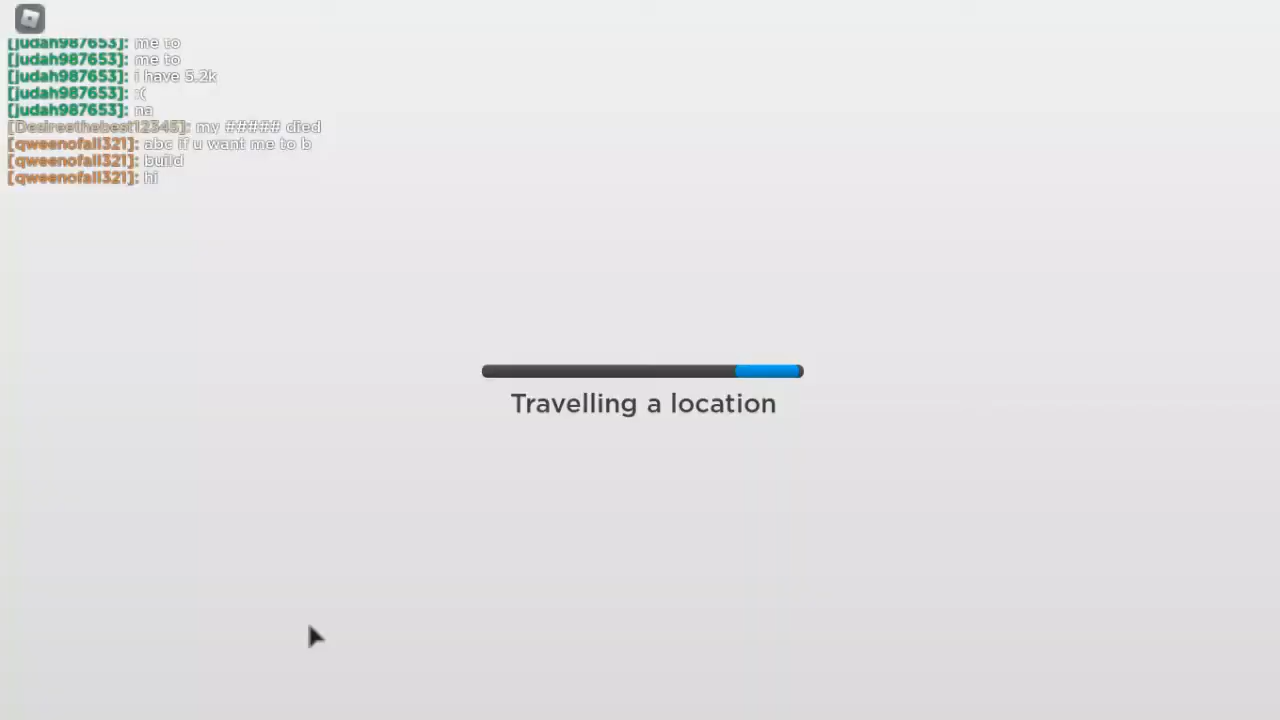 [judah987653]: me to
[judah987653]: me to
[judah987653]: i have 5.2k
[judah987653]: :(
[judah987653]: na
[Desireethebest12345]: my ##### died
[qweenofall321]: abc if u want me to b
[qweenofall321]: build
[qweenofall321]: hi
Travelling a location